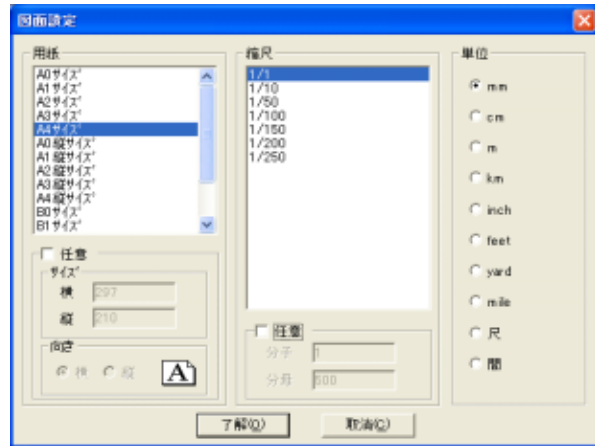 図面設定
用紙
A0サイズ
A1サイズ
A2サイズ
A3サイズ
A4サイズ
A0縦サイズ
A1縦サイズ
A2縦サイズ
A3縦サイズ
A4縦サイズ
B0サイズ
B1サイズ
任意
サイズ
横 297
縦 210
向き
横 縦 A
縮尺
1/1
1/10
1/50
1/100
1/150
1/200
1/250
任意
分子 1
分母 500
単位
mm
cm
m
km
inch
feet
yard
mile
尺
間
了解(O) 取消(C)